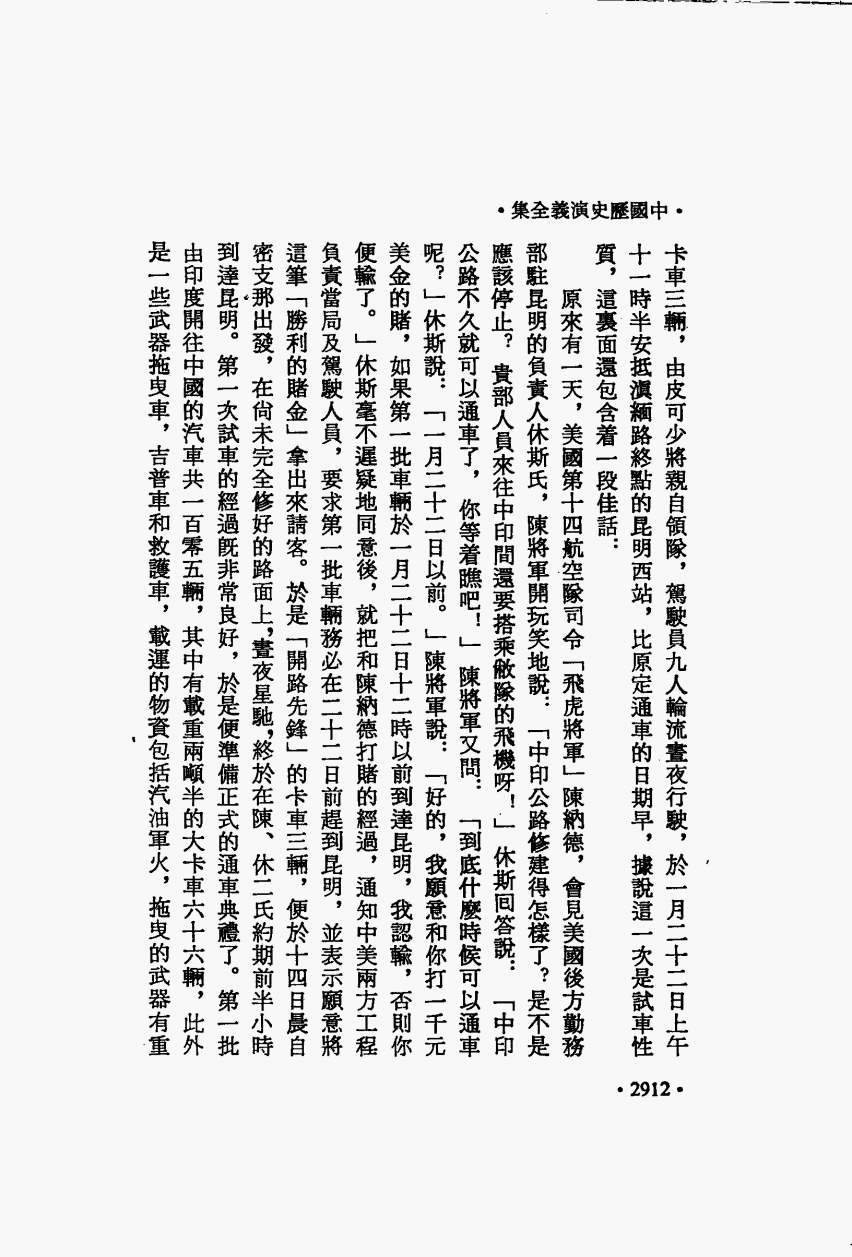 •中國歷史演義全集•
卡車三輛，由皮可少將親自領隊，駕駛員九人輪流晝夜行駛，於一月二十二日上午
十一時半安抵滇緬路終點的昆明西站，比原定通車的日期早，據說這一次是試車性
質，這裏面還包含着一段佳話：
原來有一天，美國第十四航空隊司令「飛虎將軍」陳納德，會見美國後方勤務
部駐昆明的負責人休斯氏，陳將軍開玩笑地說：「中印公路修建得怎樣了？是不是
應該停止？貴部人員來往中印間還要搭乘敝隊的飛機呀！」休斯囘答說：「中印
公路不久就可以通車了，你等着瞧吧！」陳將軍又問：「到底什麼時候可以通車
呢？」休斯說：「一月二十二日以前。」陳將軍說：「好的，我願意和你打一千元
美金的賭，如果第一批車輛於一月二十二日十二時以前到達昆明，我認輸，否則你
便輸了。」休斯毫不遲疑地同意後，就把和陳納德打賭的經過，通知中美兩方工程
負責當局及駕駛人員，要求第一批車輛務必在二十二日前趕到昆明，並表示願意將
這筆「勝利的賭金」拿出來請客。於是「開路先鋒」的卡車三輛，便於十四日晨自
密支那出發，在尚未完全修好的路面上，晝夜星馳，終於在陳、休二氏約期前半小時
到達昆明。第一次試車的經過旣非常良好，於是便準備正式的通車典禮了。第一批
由印度開往中國的汽車共一百零五輛，其中有載重兩噸半的大卡車六十六輛，此外
是一些武器拖曳車，吉普車和救護車，載運的物資包括汽油軍火，拖曳的武器有重
•2912•